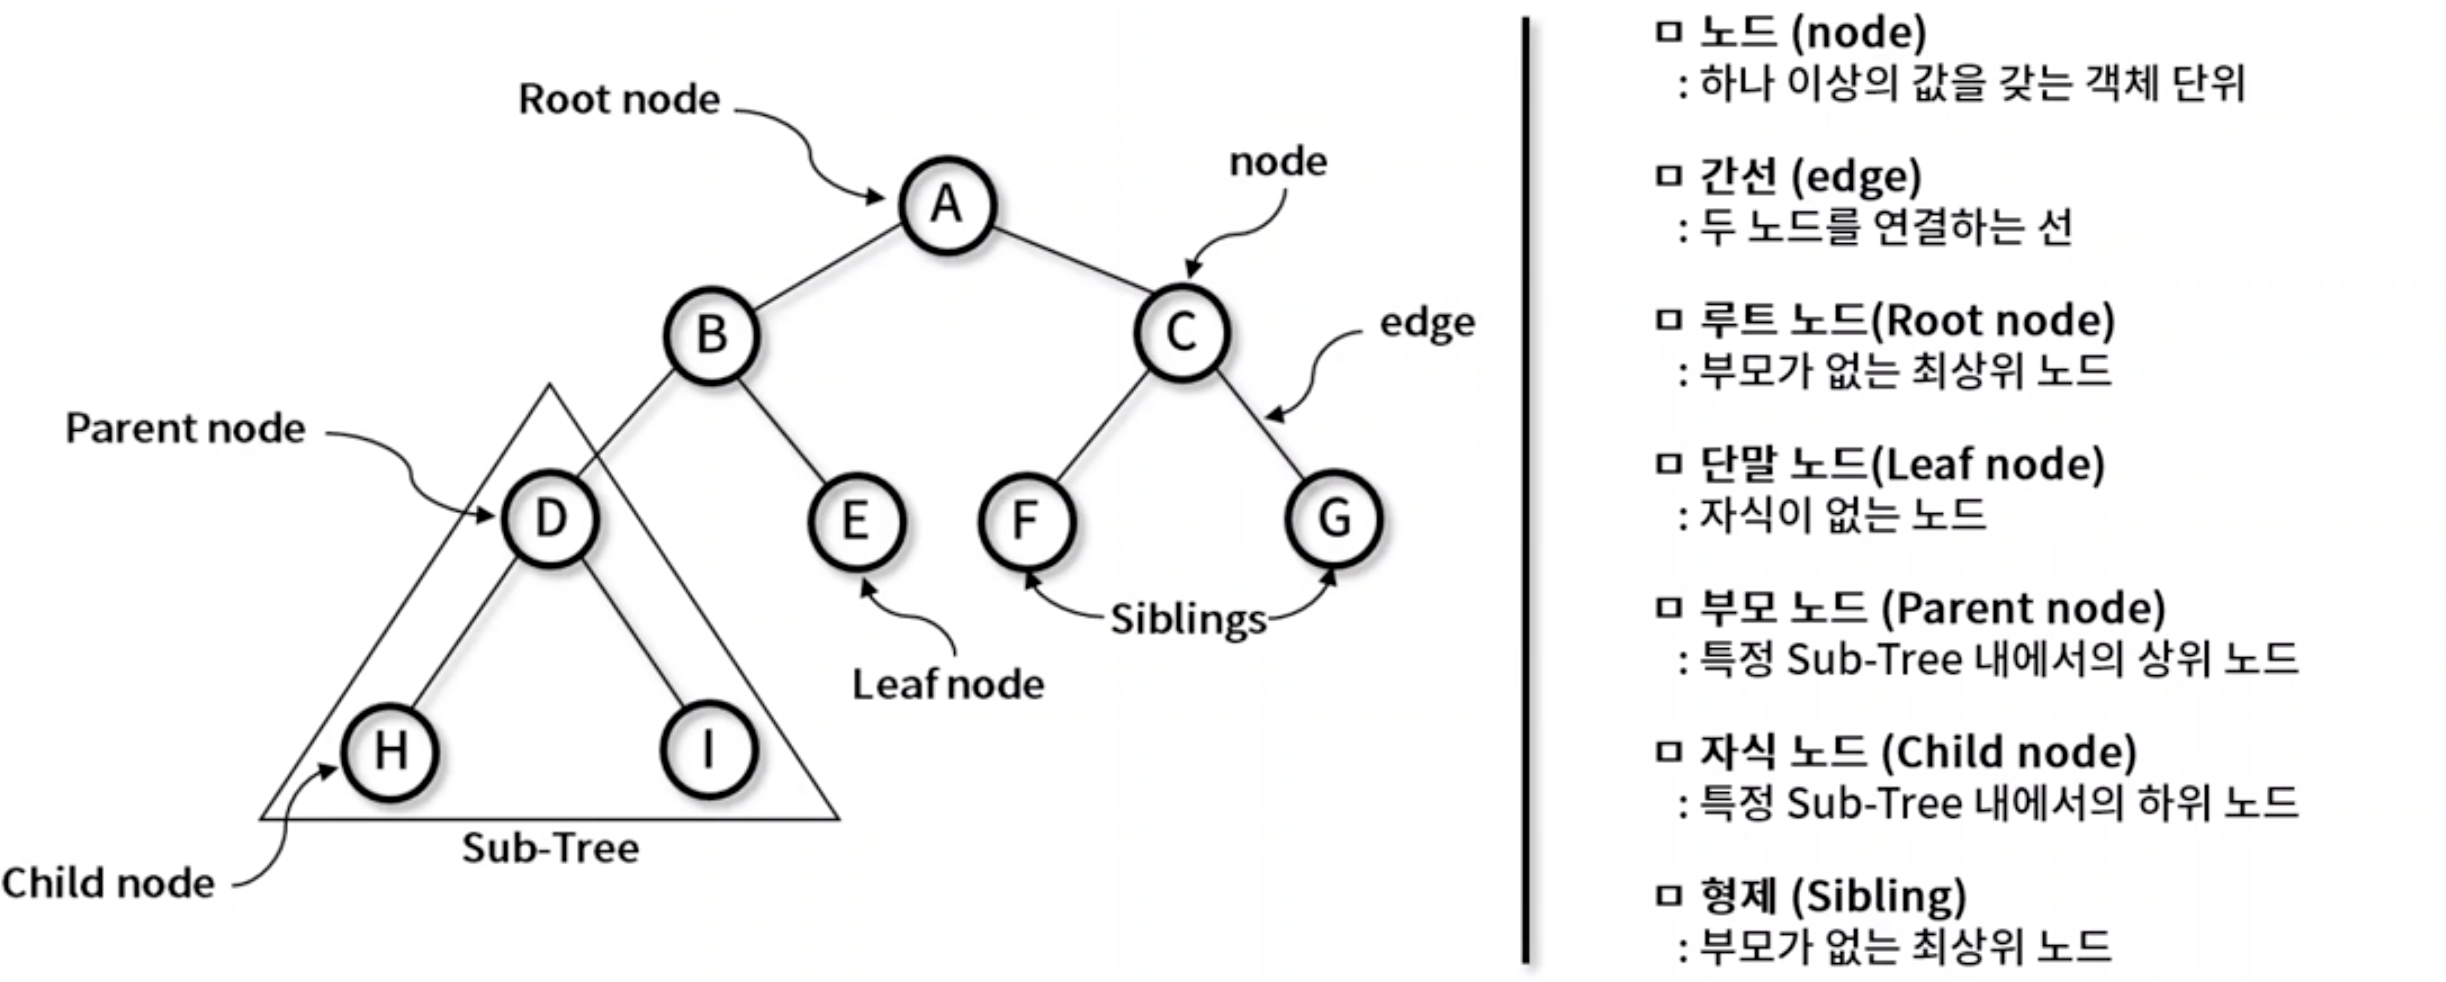 Root node
A
node
B
C
edge
Parent node
D
E
F
G
Siblings
Leaf node
H
I
Sub-Tree
Child node
ㅁ 노드 (node)
: 하나 이상의 값을 갖는 객체 단위
ㅁ 간선 (edge)
: 두 노드를 연결하는 선
ㅁ 루트 노드(Root node)
: 부모가 없는 최상위 노드
ㅁ 단말 노드(Leaf node)
: 자식이 없는 노드
ㅁ 부모 노드 (Parent node)
: 특정 Sub-Tree 내에서의 상위 노드
ㅁ 자식 노드 (Child node)
: 특정 Sub-Tree 내에서의 하위 노드
ㅁ 형제 (Sibling)
: 부모가 없는 최상위 노드